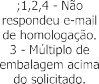 ;1,2,4 - Não
respondeu e-mail
de homologação.
3 - Múltiplo de
embalagem acima
do solicitado.